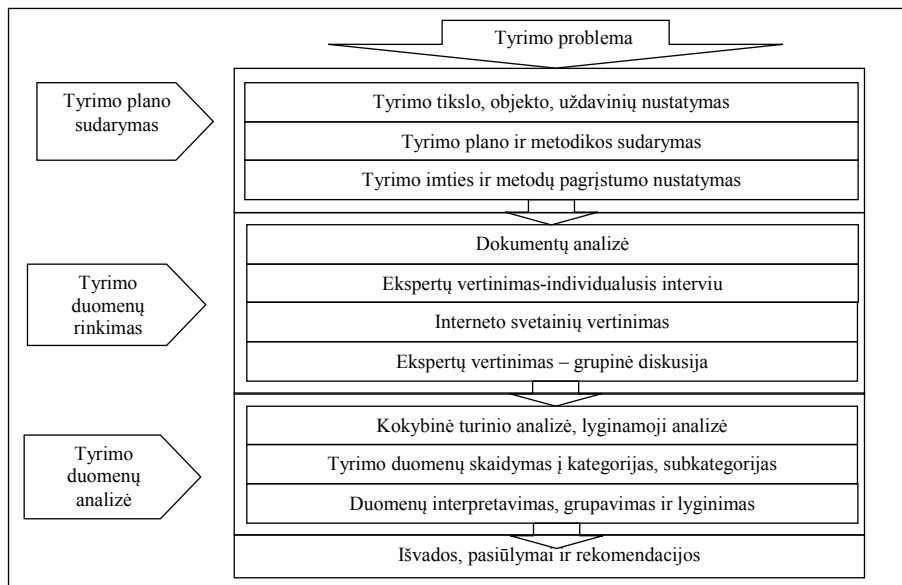 Tyrimo problema
Tyrimo plano
sudarymas
Tyrimo tikslo, objekto, uždavinių nustatymas
Tyrimo plano ir metodikos sudarymas
Tyrimo imties ir metodų pagrįstumo nustatymas
Tyrimo
duomenų
rinkimas
Dokumentų analizė
Ekspertų vertinimas-individualusis interviu
Interneto svetainių vertinimas
Ekspertų vertinimas – grupinė diskusija
Tyrimo
duomenų
analizė
Kokybinė turinio analizė, lyginamoji analizė
Tyrimo duomenų skaidymas į kategorijas, subkategorijas
Duomenų interpretavimas, grupavimas ir lyginimas
Išvados, pasiūlymai ir rekomendacijos